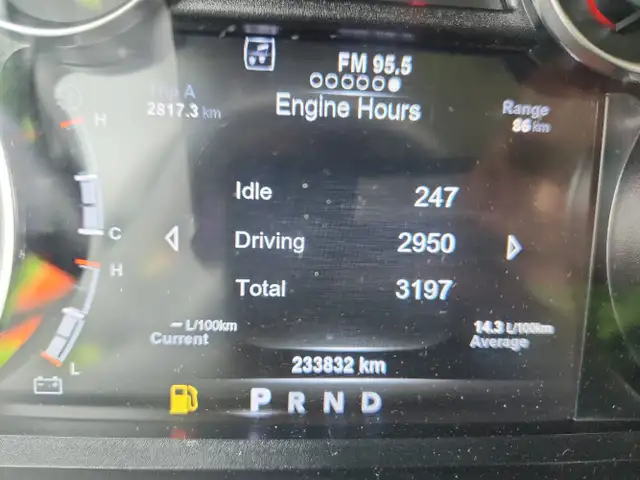 FM 95.5
Trip A
2817.3 km
Engine Hours
Range
86 km
H
Idle 247
C
Driving 2950
H
Total 3197
– L/100km
Current
14.3 L/100km
Average
233832 km
L
P R N D